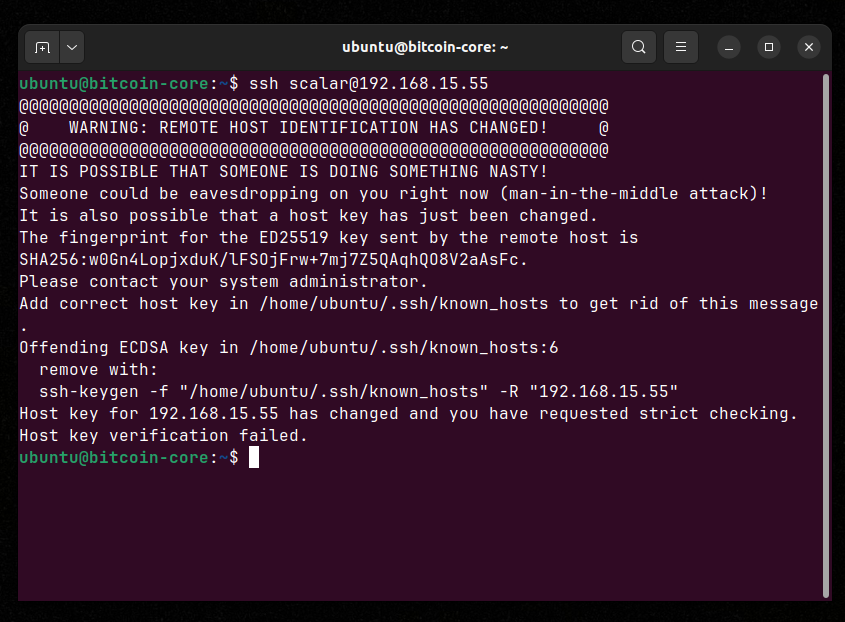 ubuntu@bitcoin-core: ~
ubuntu@bitcoin-core:~$ ssh scalar@192.168.15.55
@@@@@@@@@@@@@@@@@@@@@@@@@@@@@@@@@@@@@@@@@@@@@@@@@@@@@@@@@@@
@    WARNING: REMOTE HOST IDENTIFICATION HAS CHANGED!     @
@@@@@@@@@@@@@@@@@@@@@@@@@@@@@@@@@@@@@@@@@@@@@@@@@@@@@@@@@@@
IT IS POSSIBLE THAT SOMEONE IS DOING SOMETHING NASTY!
Someone could be eavesdropping on you right now (man-in-the-middle attack)!
It is also possible that a host key has just been changed.
The fingerprint for the ED25519 key sent by the remote host is
SHA256:w0Gn4LopjxduK/lFSOjFrw+7mj7Z5QAqhQO8V2aAsFc.
Please contact your system administrator.
Add correct host key in /home/ubuntu/.ssh/known_hosts to get rid of this message
.
Offending ECDSA key in /home/ubuntu/.ssh/known_hosts:6
  remove with:
  ssh-keygen -f "/home/ubuntu/.ssh/known_hosts" -R "192.168.15.55"
Host key for 192.168.15.55 has changed and you have requested strict checking.
Host key verification failed.
ubuntu@bitcoin-core:~$